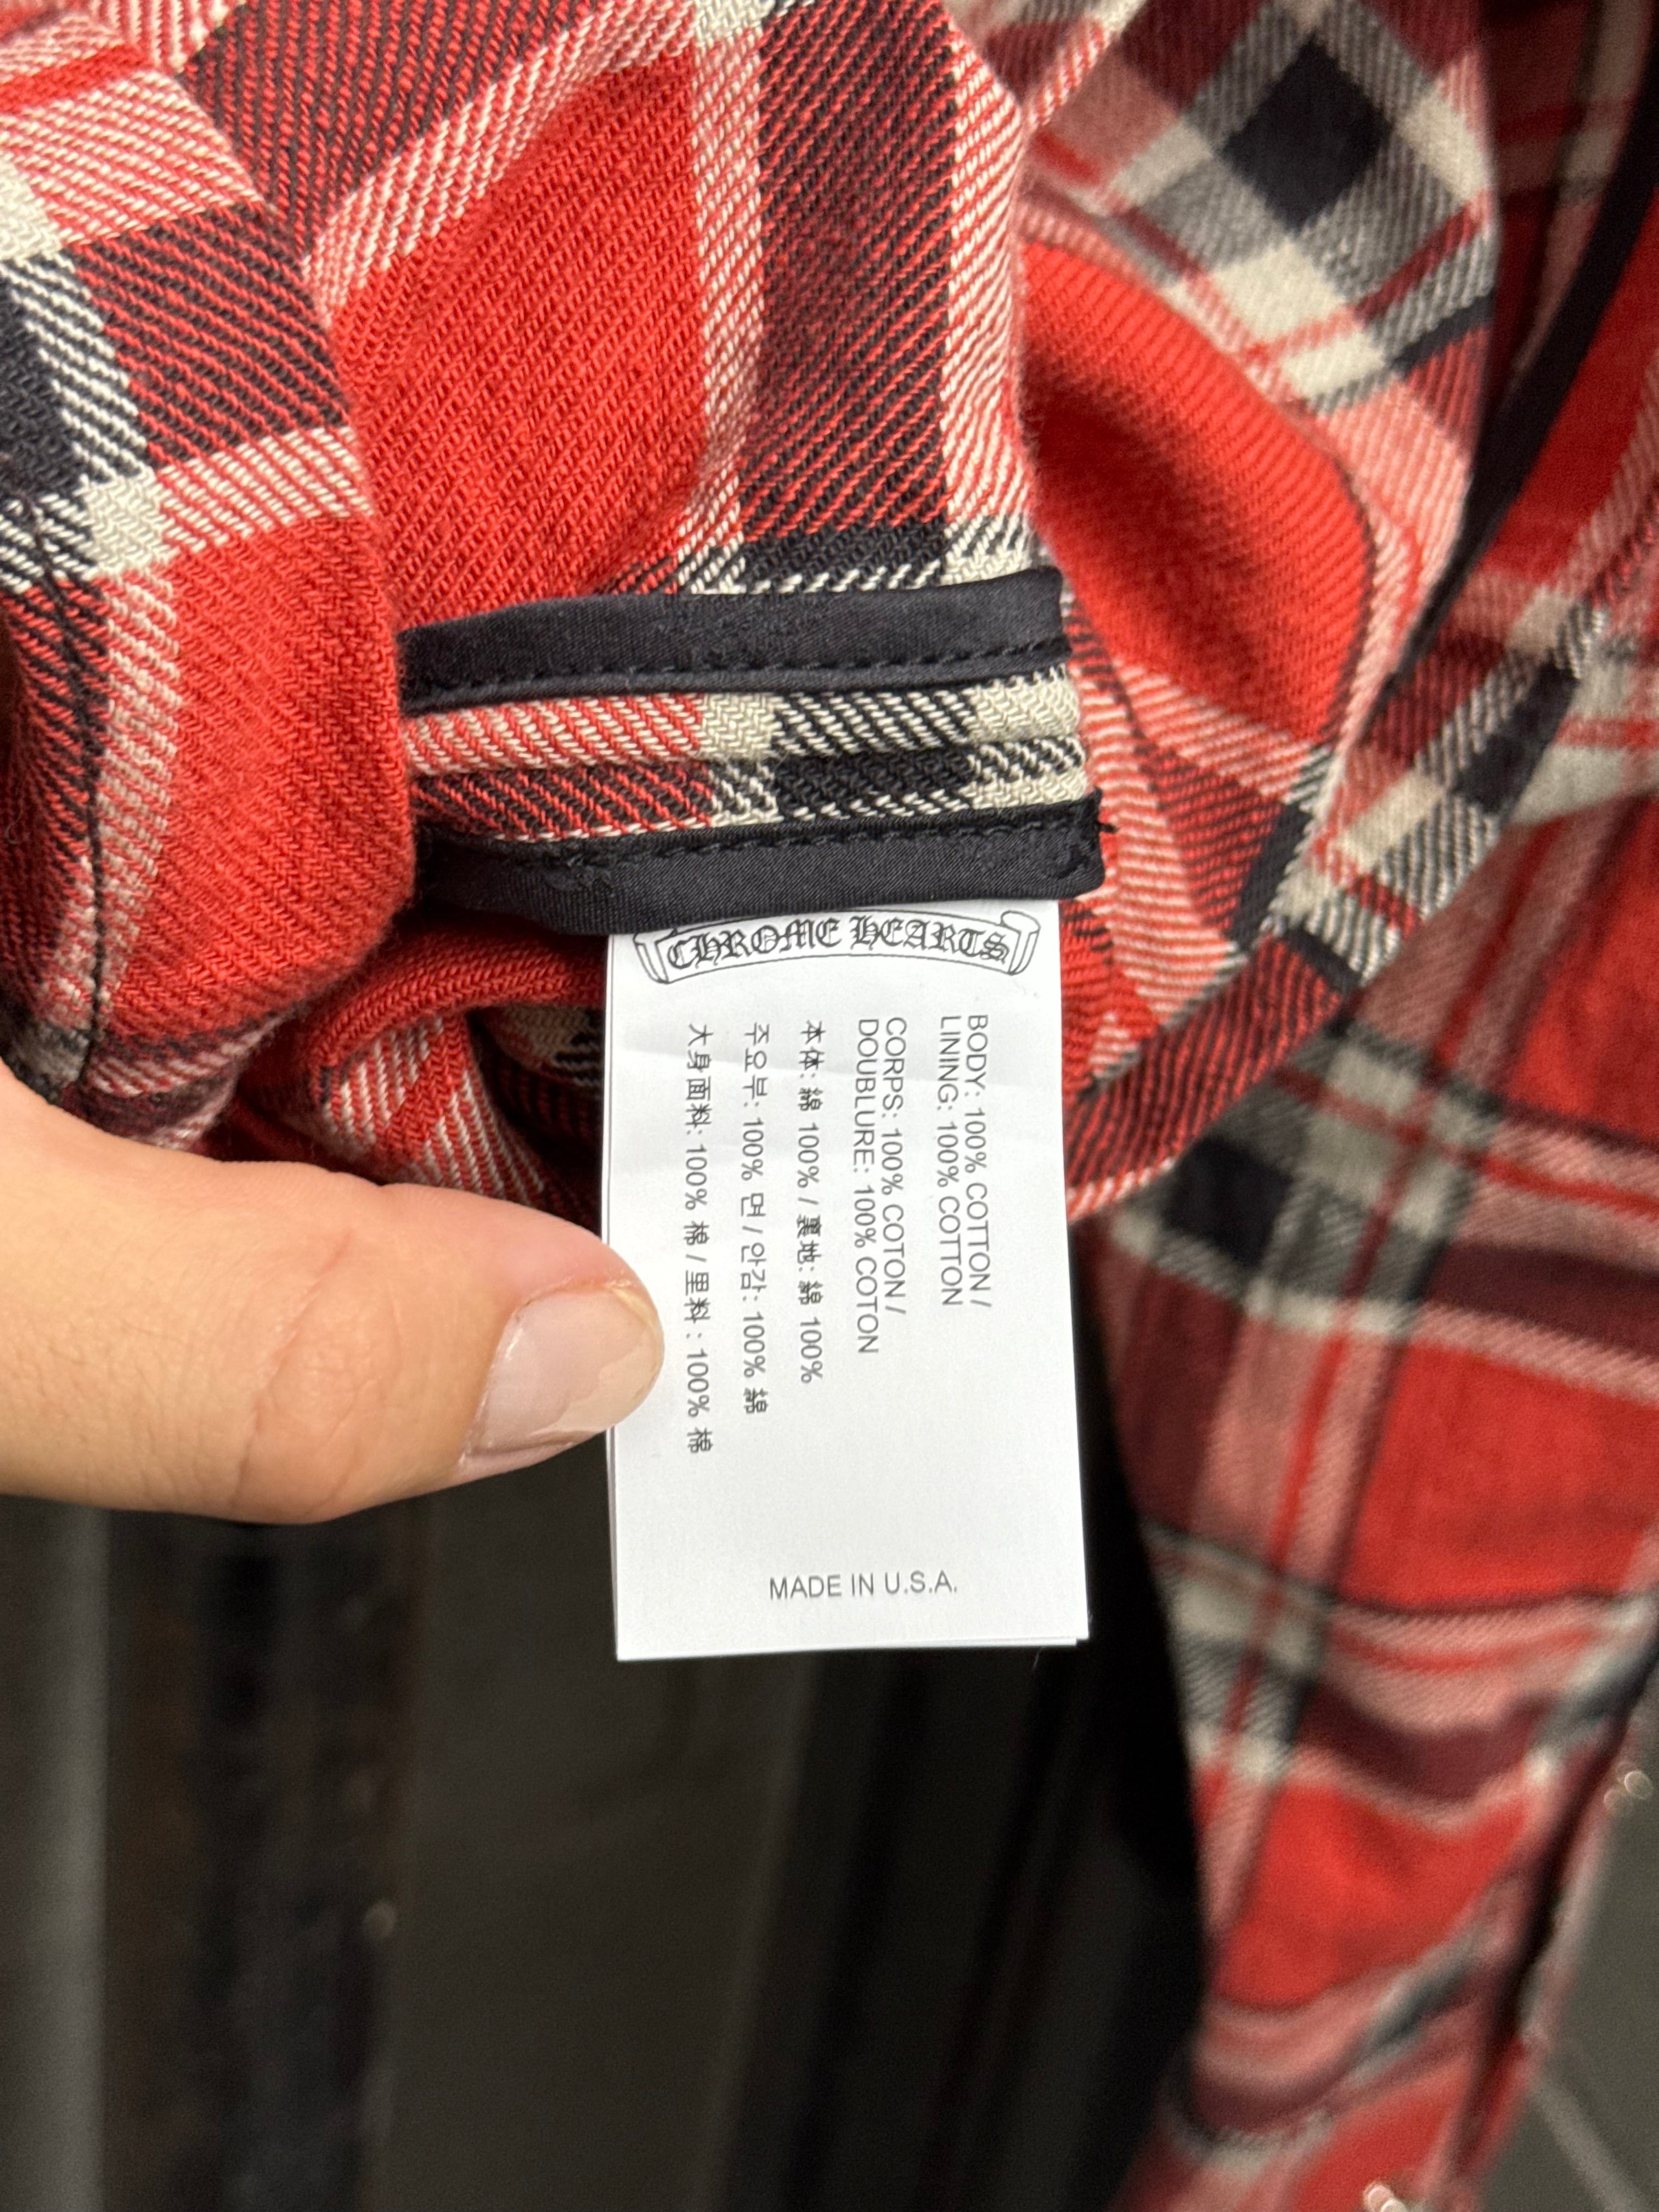 CHROME HEARTS
BODY: 100% COTTON /
LINING: 100% COTTON
CORPS: 100% COTON /
DOUBLURE: 100% COTON
本体: 綿 100% / 裏地: 綿 100%
주요부: 100% 면 / 안감: 100% 綿
大身面料: 100% 棉 / 里料 : 100% 棉
MADE IN U.S.A.